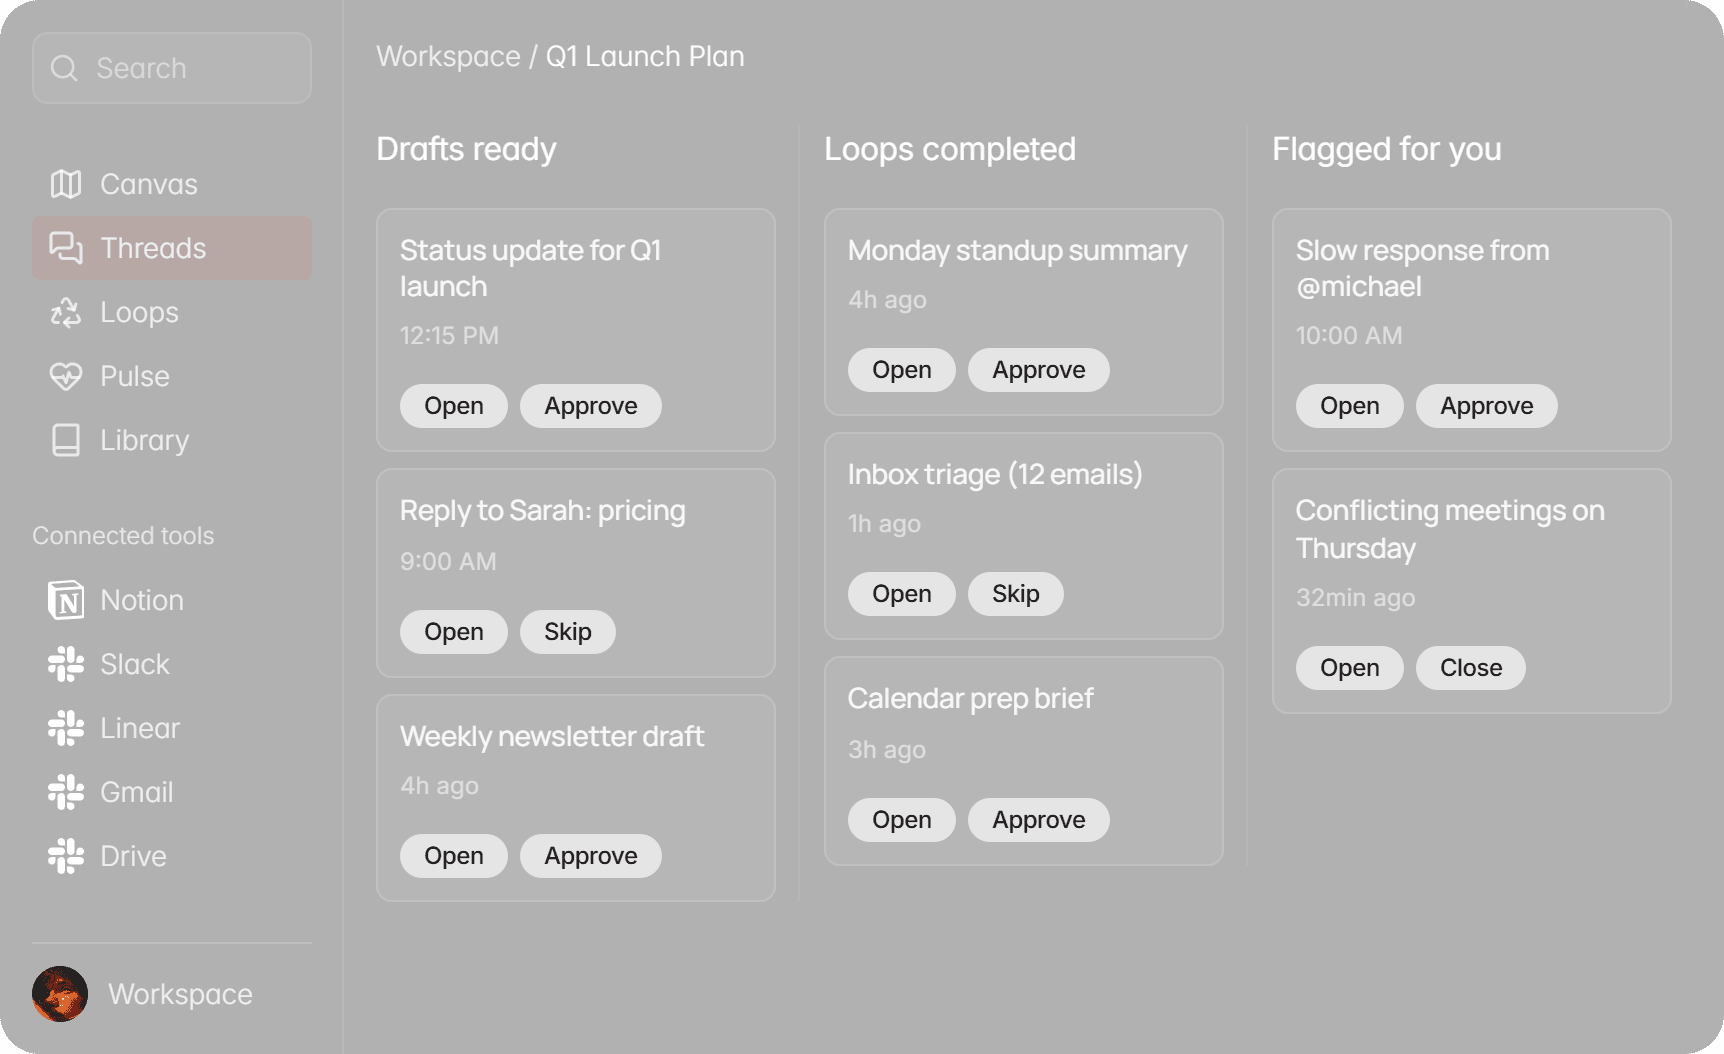 Search
Canvas
Threads
Loops
Pulse
Library
Connected tools
Notion
Slack
Linear
Gmail
Drive
Workspace
Workspace / Q1 Launch Plan
Drafts ready
Status update for Q1
launch
12:15 PM
Open Approve
Reply to Sarah: pricing
9:00 AM
Open Skip
Weekly newsletter draft
4h ago
Open Approve
Loops completed
Monday standup summary
4h ago
Open Approve
Inbox triage (12 emails)
1h ago
Open Skip
Calendar prep brief
3h ago
Open Approve
Flagged for you
Slow response from
@michael
10:00 AM
Open Approve
Conflicting meetings on
Thursday
32min ago
Open Close